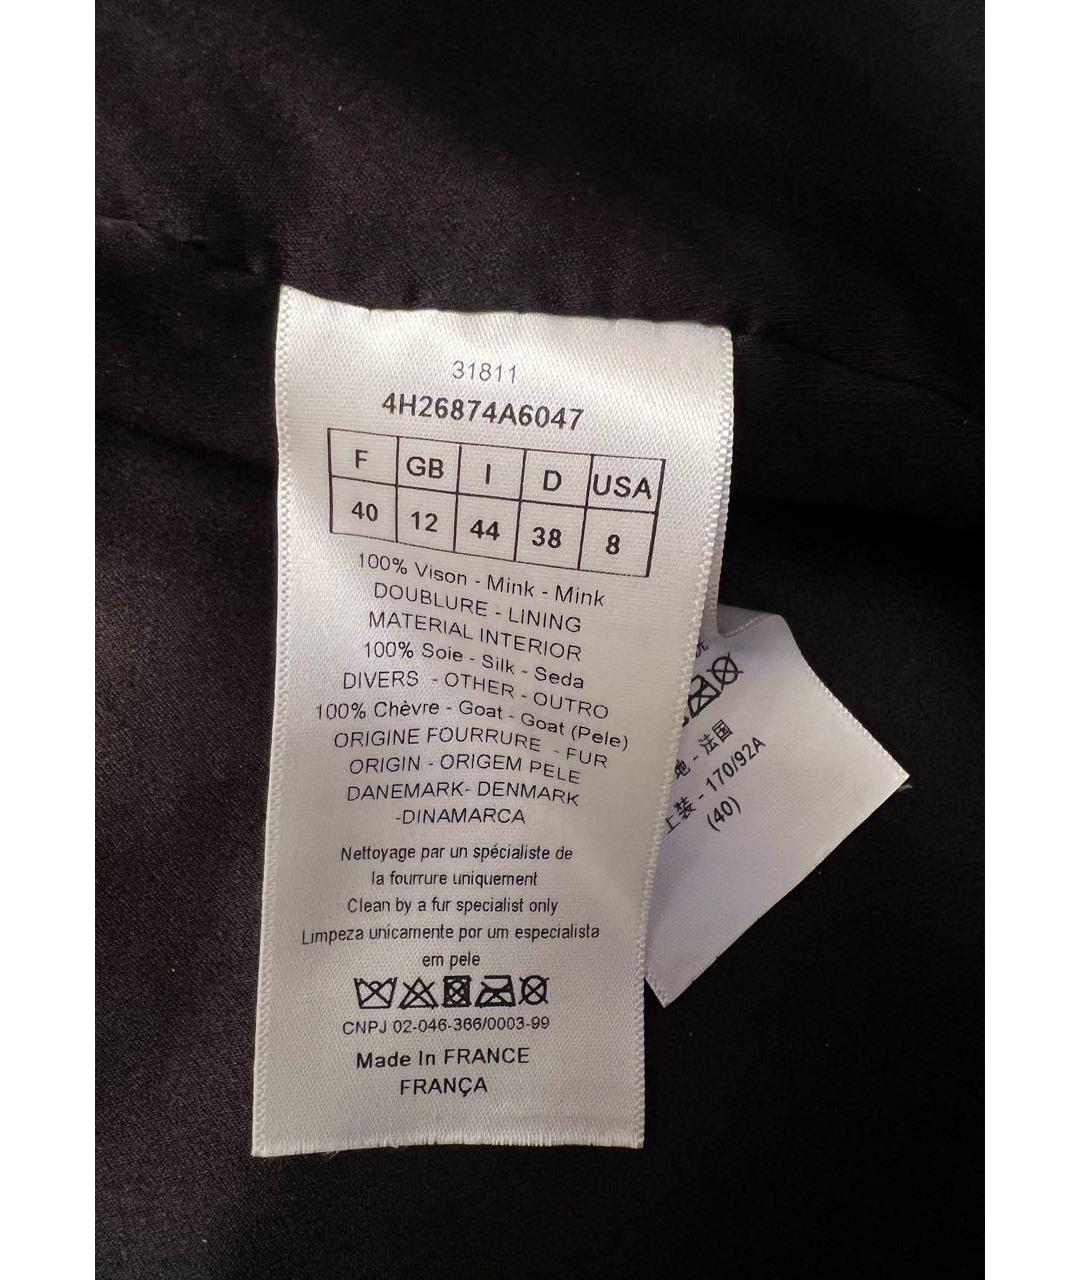 31811
4H26874A6047
F GB I D USA
40 12 44 38 8
100% Vison - Mink - Mink
DOUBLURE - LINING
MATERIAL INTERIOR
100% Soie - Silk - Seda
DIVERS - OTHER - OUTRO
100% Chèvre - Goat - Goat (Pele)
ORIGINE FOURRURE - FUR
ORIGIN - ORIGEM PELE
DANEMARK- DENMARK
-DINAMARCA
Nettoyage par un spécialiste de
la fourrure uniquement
Clean by a fur specialist only
Limpeza unicamente por um especialista
em pele
CNPJ 02-046-366/0003-99
Made In FRANCE
FRANÇA
地 - 法国
上装 - 170/92A
(40)